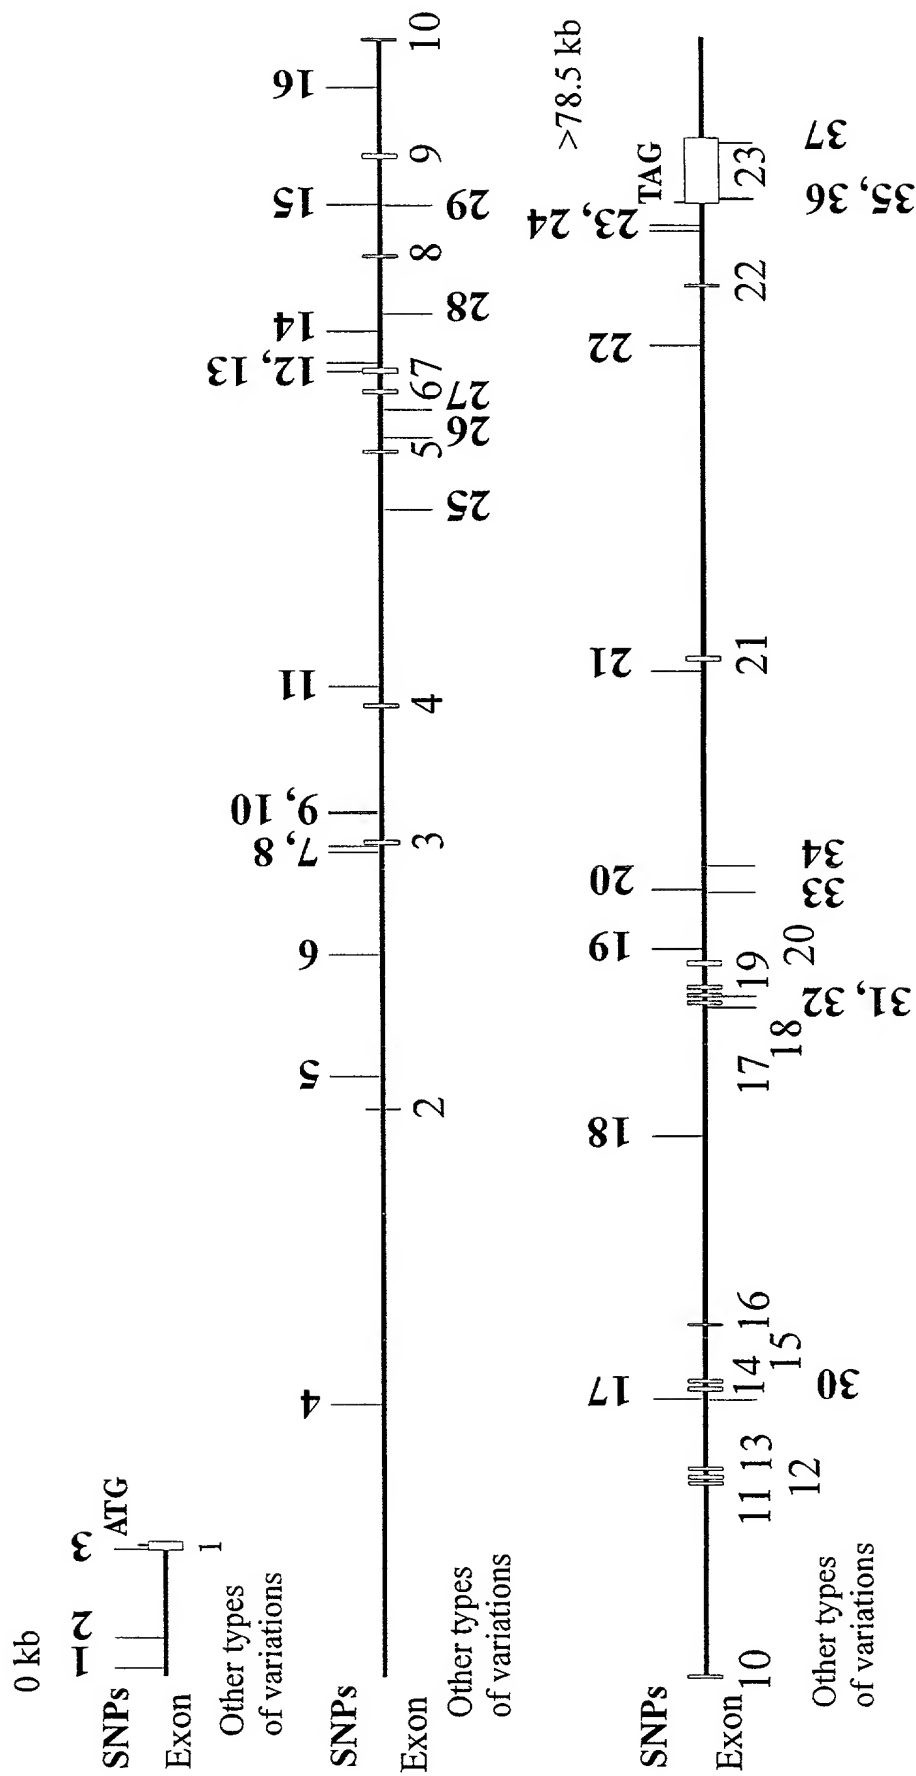 0 kb
SNPs 1 2 3 ATG
Exon 1
Other types
of variations
SNPs 4 5 6 7, 8 9, 10 11 12, 13 14 15 16
Exon 2 3 4 5 6 7 8 9 10
Other types
of variations 25 26 27 28 29
>78.5 kb
SNPs 17 18 19 20 21 22 23, 24 TAG
Exon
10 11 13 14 16 17 19 21 22 23
12 15 18 20
Other types
of variations 30 31, 32 33 34 35, 36 37